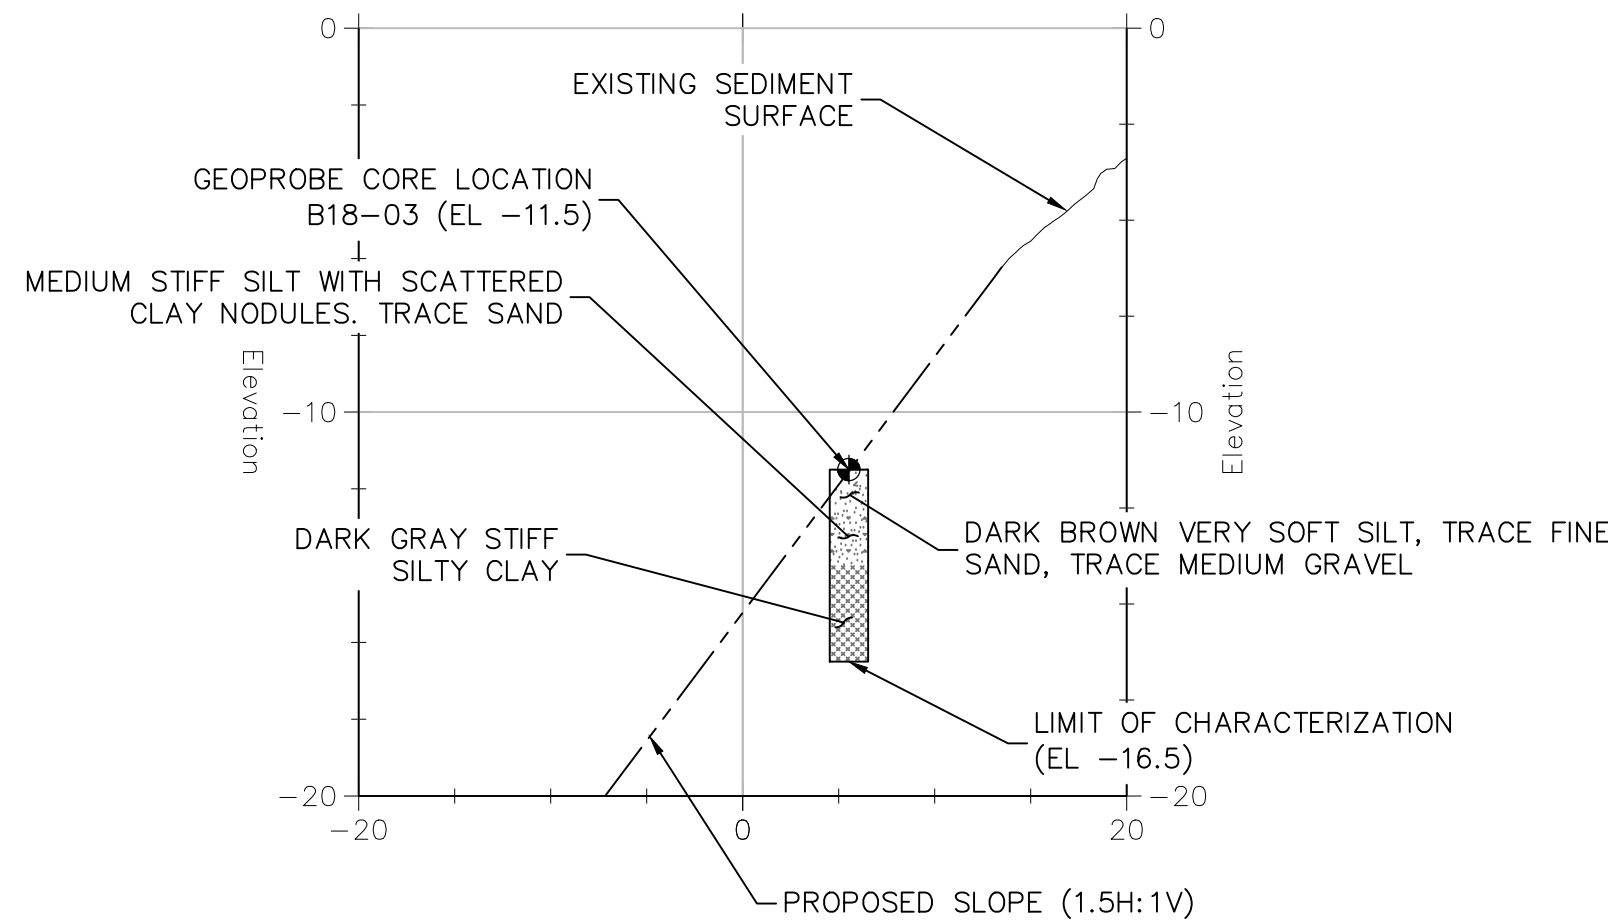 0
0
EXISTING SEDIMENT
SURFACE
GEOPROBE CORE LOCATION
B18-03 (EL -11.5)
MEDIUM STIFF SILT WITH SCATTERED
CLAY NODULES. TRACE SAND
Elevation
-10
-10
Elevation
DARK GRAY STIFF
SILTY CLAY
DARK BROWN VERY SOFT SILT, TRACE FINE
SAND, TRACE MEDIUM GRAVEL
LIMIT OF CHARACTERIZATION
(EL -16.5)
-20
-20
-20
0
20
PROPOSED SLOPE (1.5H:1V)